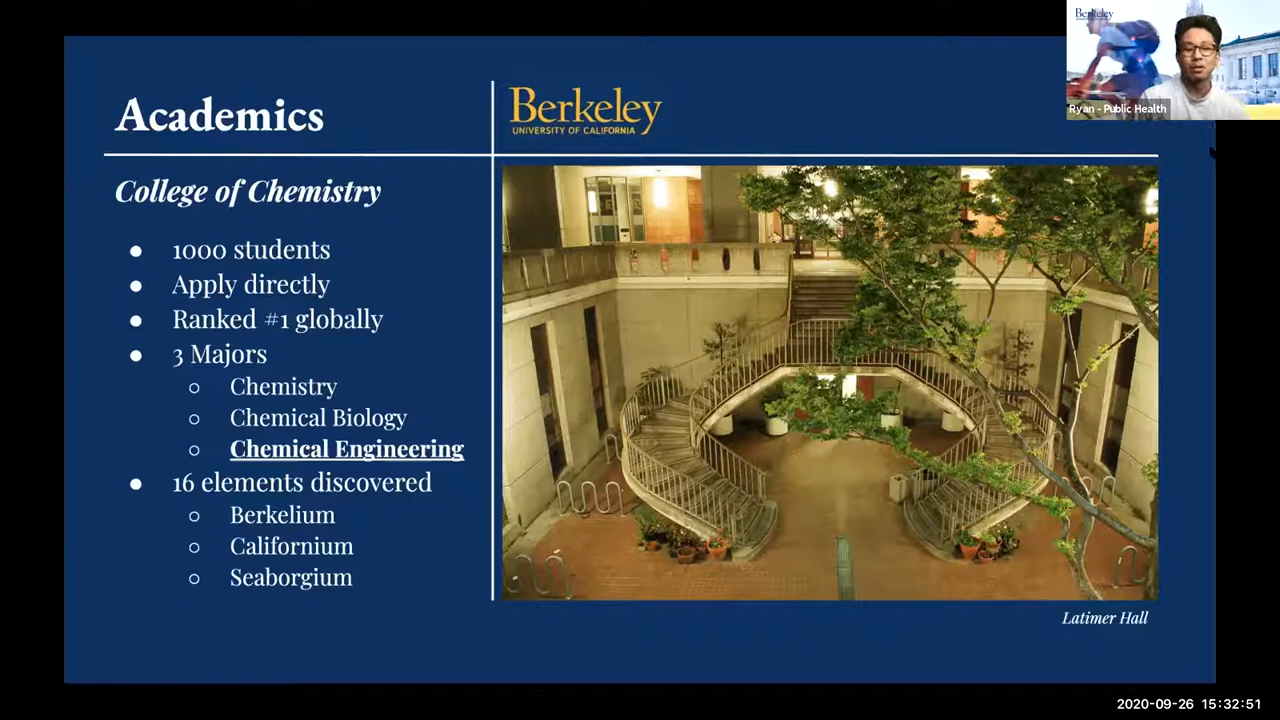 Academics
Berkeley
UNIVERSITY OF CALIFORNIA
College of Chemistry
● 1000 students
● Apply directly
● Ranked #1 globally
● 3 Majors
○ Chemistry
○ Chemical Biology
○ Chemical Engineering
● 16 elements discovered
○ Berkelium
○ Californium
○ Seaborgium
Latimer Hall
Berkeley
Ryan - Public Health
2020-09-26 15:32:51